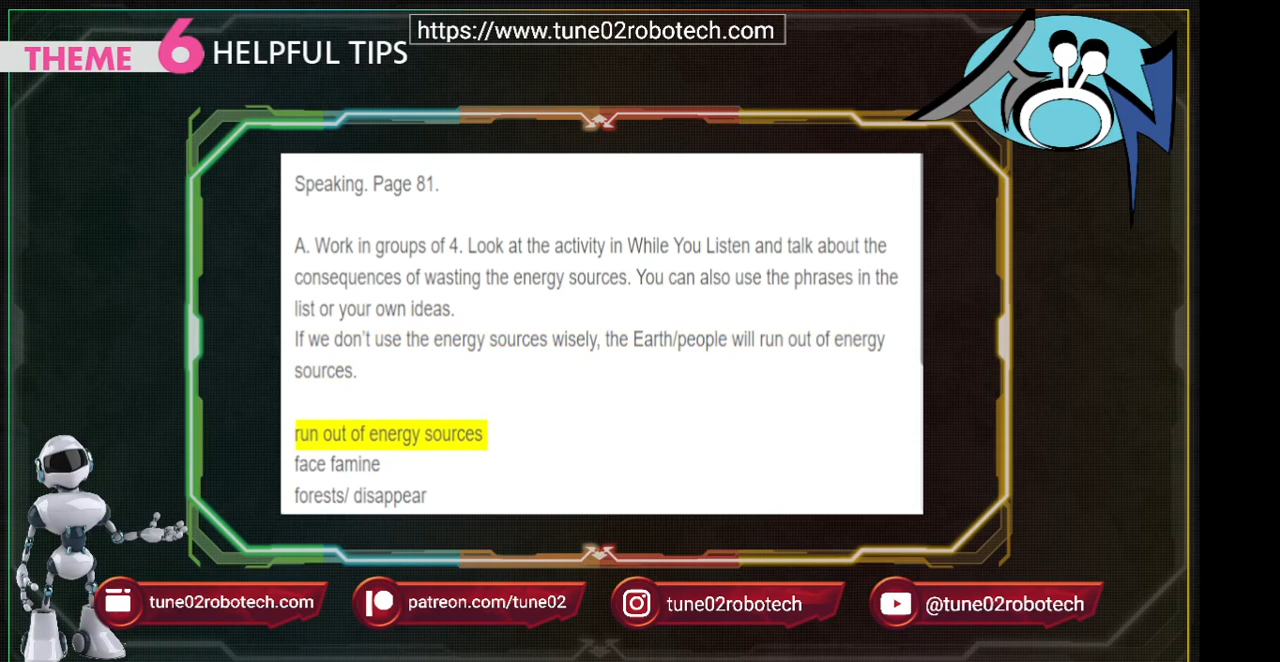 https://www.tune02robotech.com
THEME 6 HELPFUL TIPS
Speaking. Page 81.
A. Work in groups of 4. Look at the activity in While You Listen and talk about the
consequences of wasting the energy sources. You can also use the phrases in the
list or your own ideas.
If we don't use the energy sources wisely, the Earth/people will run out of energy
sources.
run out of energy sources
face famine
forests/ disappear
tune02robotech.com
patreon.com/tune02
tune02robotech
@tune02robotech